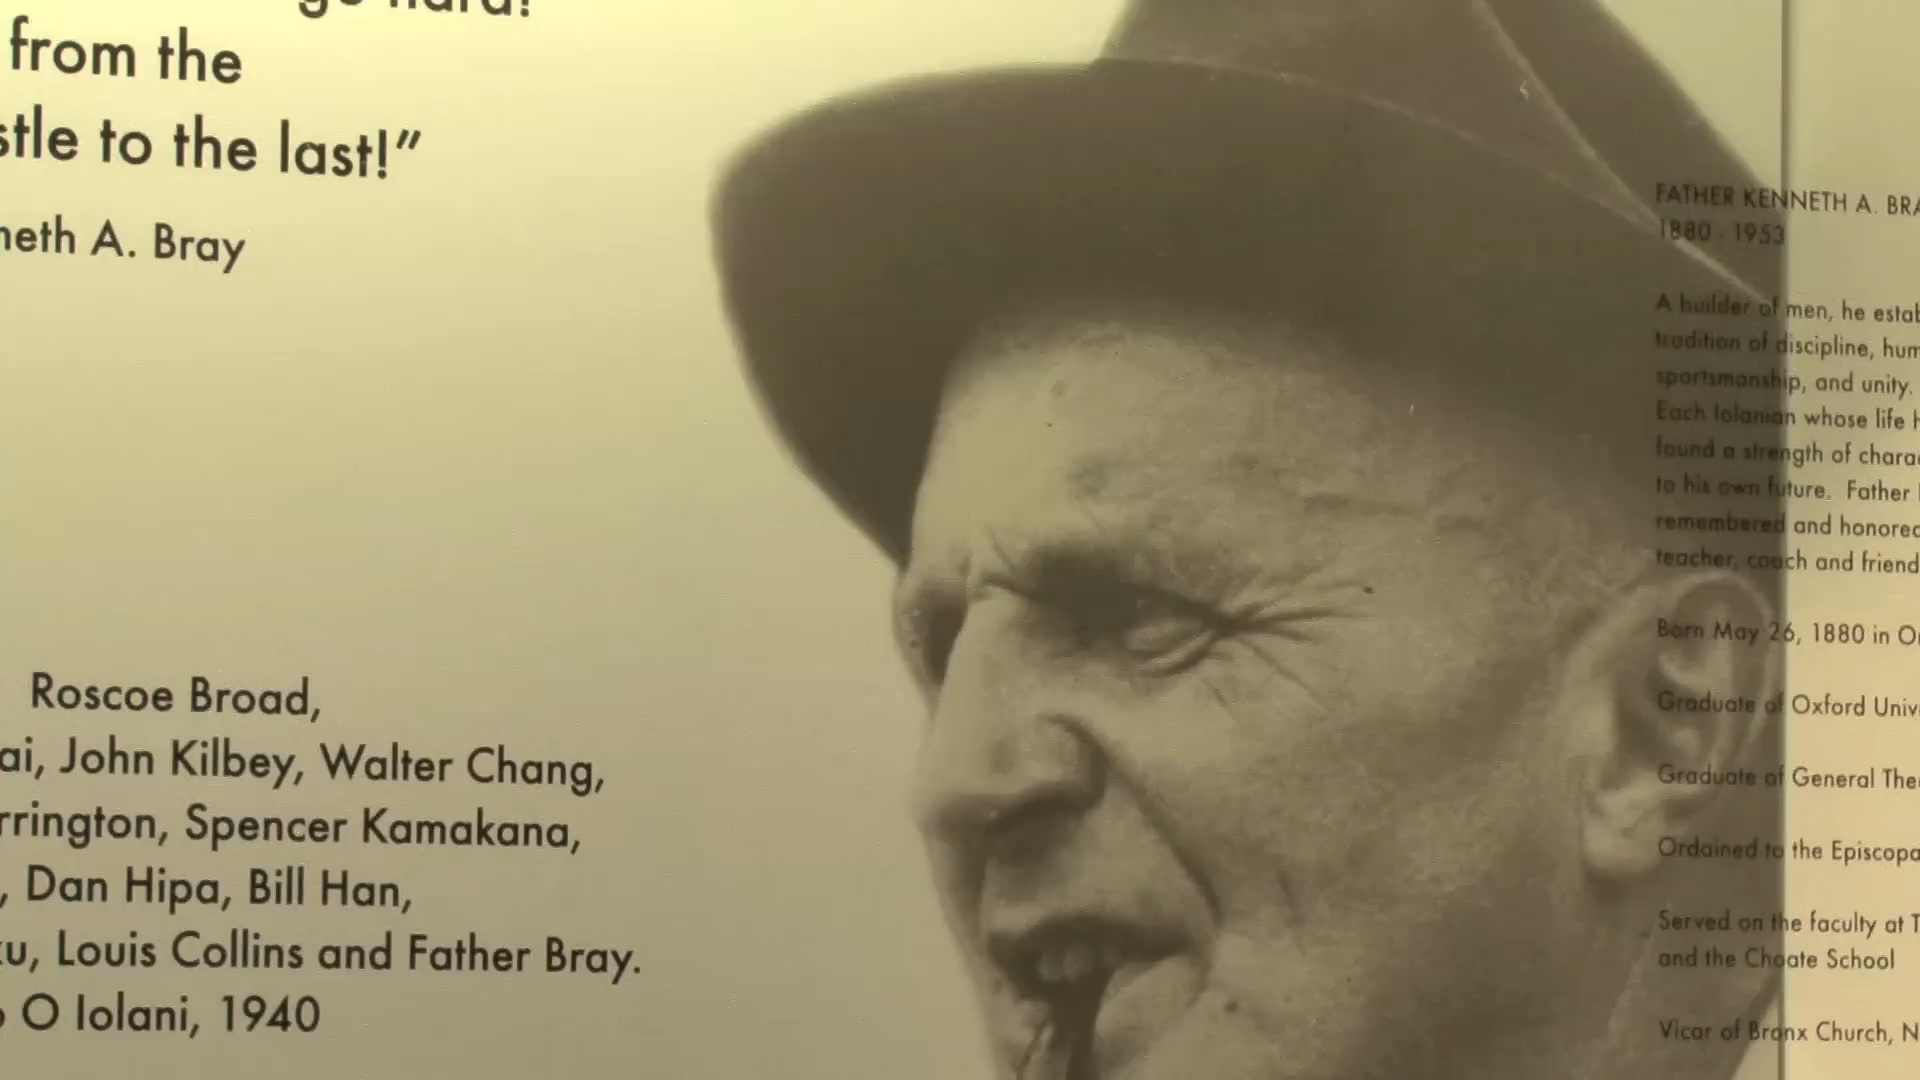 go hard!
from the
stle to the last!”
neth A. Bray
Roscoe Broad,
ai, John Kilbey, Walter Chang,
rrington, Spencer Kamakana,
, Dan Hipa, Bill Han,
ku, Louis Collins and Father Bray.
O Iolani, 1940
FATHER KENNETH A. BRA
1880 - 1953
A builder of men, he estab
tradition of discipline, hum
sportsmanship, and unity.
Each Iolanian whose life h
found a strength of charac
to his own future. Father
remembered and honored
teacher, coach and friend
Born May 26, 1880 in O
Graduate of Oxford Univ
Graduate of General The
Ordained to the Episcopa
Served on the faculty at T
and the Choate School
Vicar of Bronx Church, N